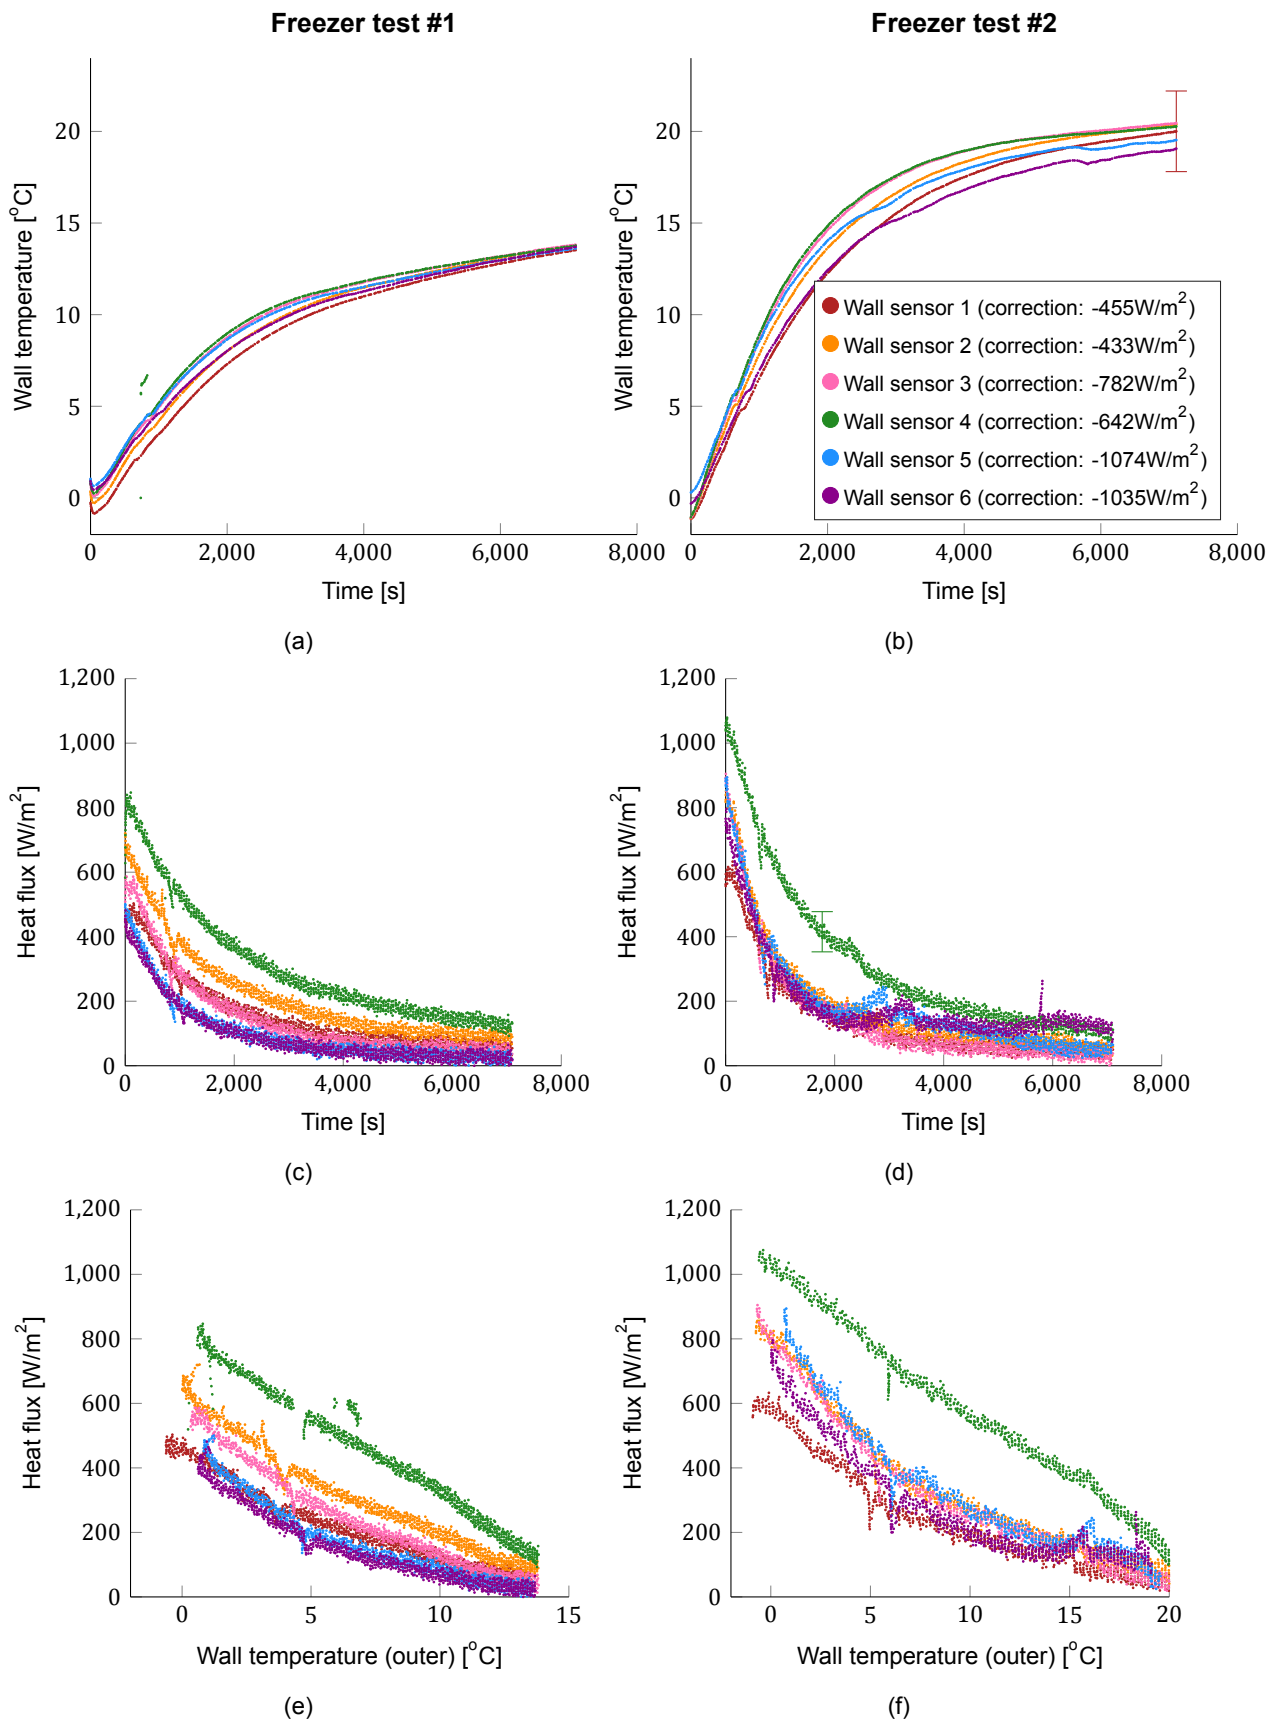 Freezer test #1
Freezer test #2
Wall temperature [°C]
20
15
10
5
0
0
2,000
4,000
6,000
8,000
Time [s]
(a)
Wall temperature [°C]
20
15
10
5
0
Wall sensor 1 (correction: -455W/m²)
Wall sensor 2 (correction: -433W/m²)
Wall sensor 3 (correction: -782W/m²)
Wall sensor 4 (correction: -642W/m²)
Wall sensor 5 (correction: -1074W/m²)
Wall sensor 6 (correction: -1035W/m²)
0
2,000
4,000
6,000
8,000
Time [s]
(b)
Heat flux [W/m²]
1,200
1,000
800
600
400
200
0
0
2,000
4,000
6,000
8,000
Time [s]
(c)
Heat flux [W/m²]
1,200
1,000
800
600
400
200
0
0
2,000
4,000
6,000
8,000
Time [s]
(d)
Heat flux [W/m²]
1,200
1,000
800
600
400
200
0
0
5
10
15
Wall temperature (outer) [°C]
(e)
Heat flux [W/m²]
1,200
1,000
800
600
400
200
0
0
5
10
15
20
Wall temperature (outer) [°C]
(f)